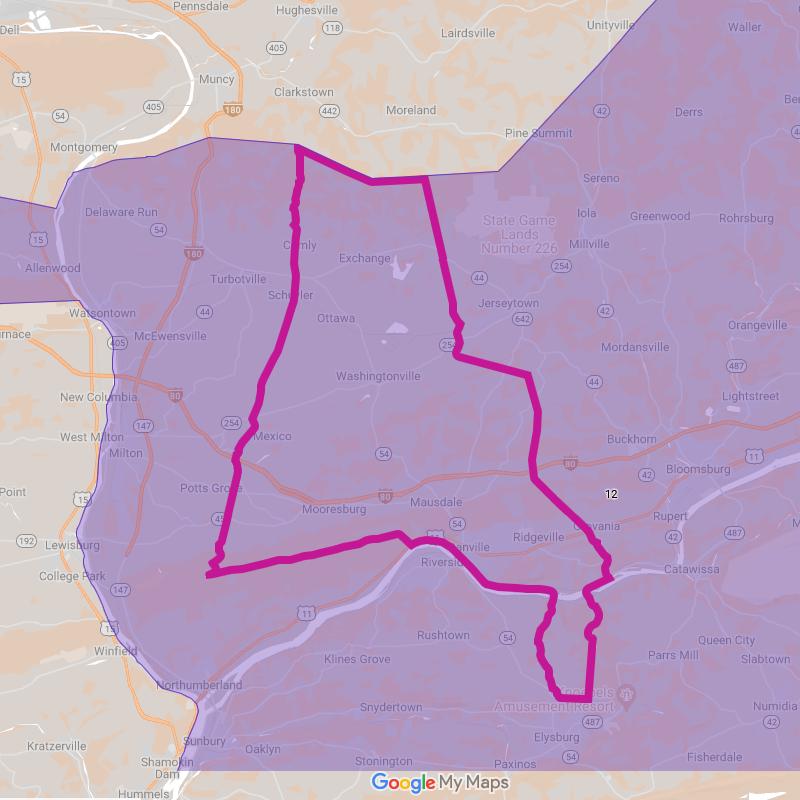 Pennsdale
Hughesville
118
Dell
Unityville
Waller
Lairdsville
405
15
Muncy
Clarkstown
54
405
180
442
Moreland
Derrs
42
Pine Summit
Montgomery
Sereno
Delaware Run
State Game
Lands
Number 226
Iola
Greenwood
Rohrsburg
54
15
Millville
180
Exchange
Allenwood
254
Turbotville
44
Jerseytown
44
42
Watsontown
Ottawa
642
Orangeville
McEwensville
405
Mordansville
487
Washingtonville
44
80
New Columbia
Lightstreet
147
254
Mexico
West Milton
Milton
Buckhorn
54
11
80
Bloomsburg
42
Point
15
Potts Grove
80
12
Mooresburg
Mausdale
54
Rupert
Ridgeville
487
192
Lewisburg
Riverside
42
Catawissa
College Park
147
11
15
Rushtown
54
Queen City
Winfield
Klines Grove
Parrs Mill
Slabtown
Northumberland
Amusement Resort
Snydertown
487
Numidia
42
Elysburg
Kratzerville
Sunbury
Oaklyn
54
Shamokin
Dam
Stonington
Paxinos
Fisherdale
Hummels
Google My Maps